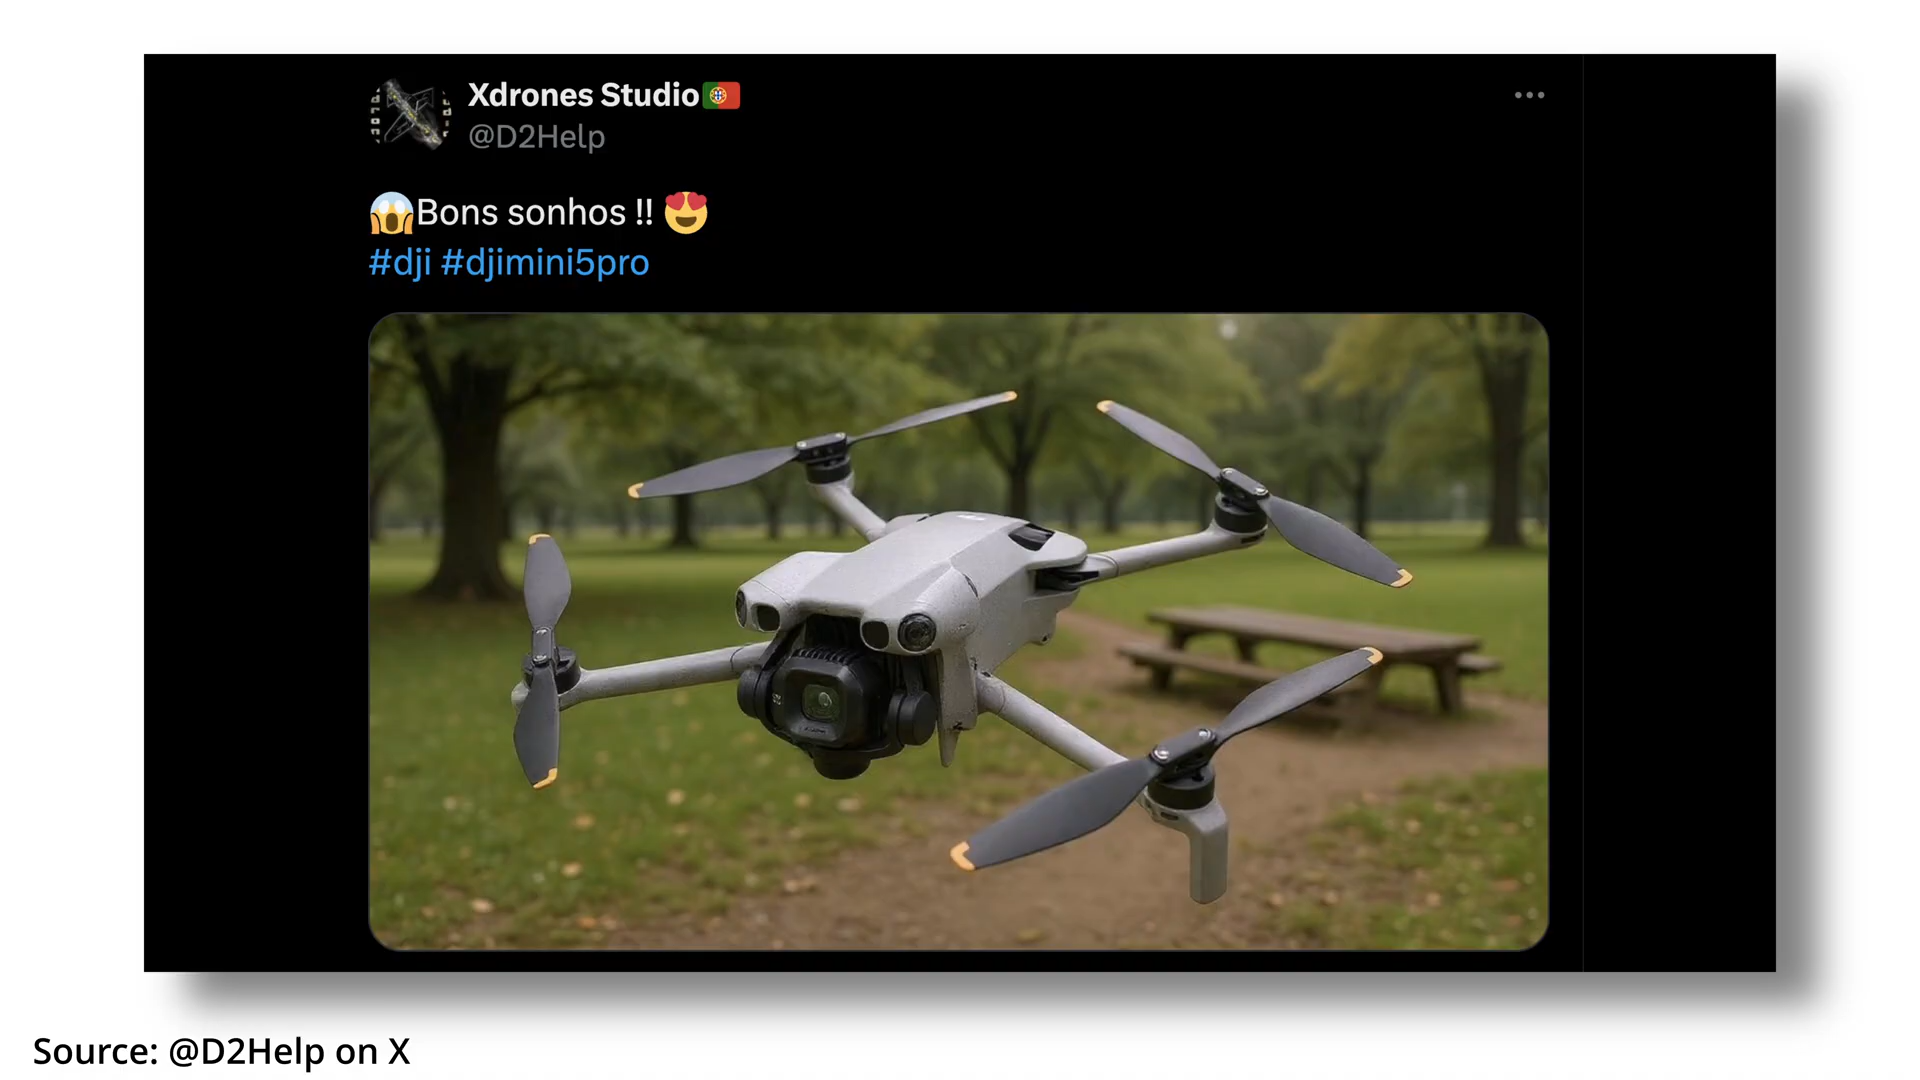 Xdrones Studio🇵🇹
@D2Help
😱Bons sonhos !! 😍
#dji #djimini5pro
Source: @D2Help on X